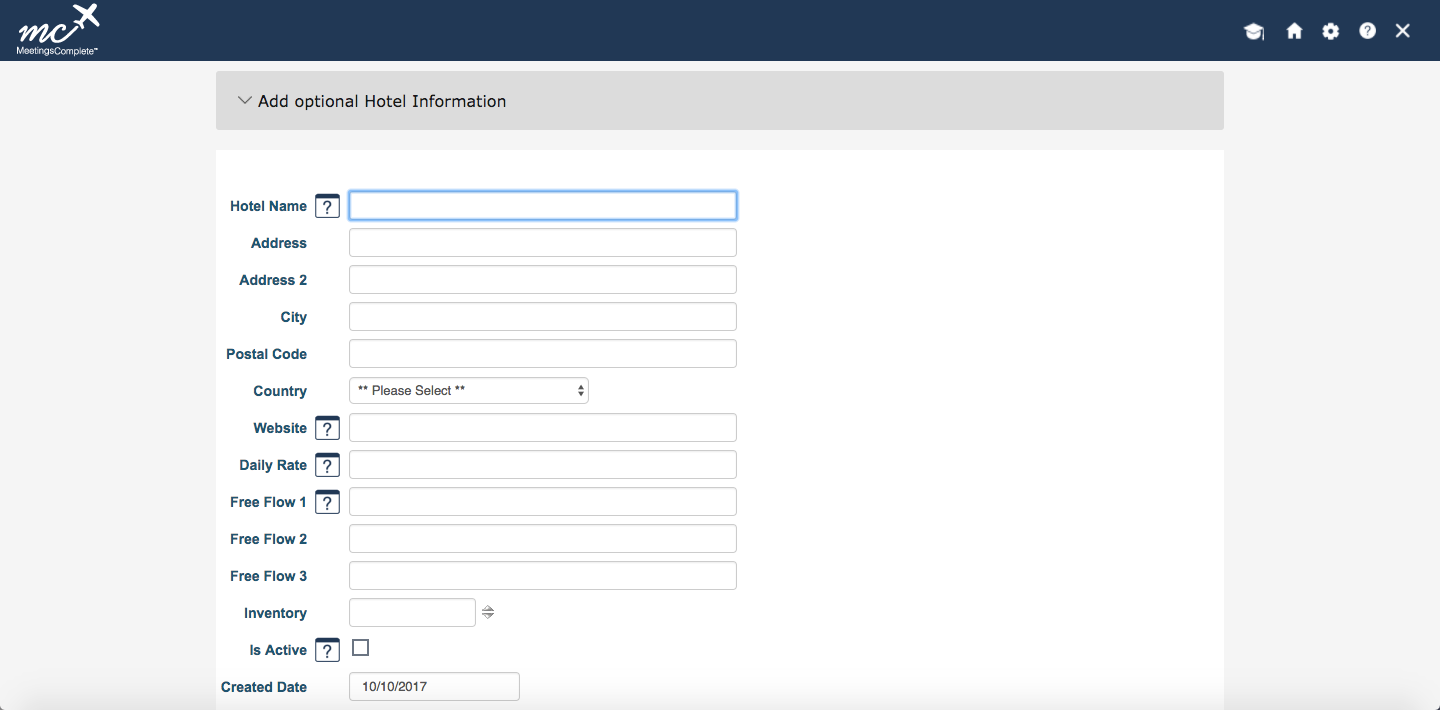 mc
MeetingsComplete™
?
Add optional Hotel Information
Hotel Name ?
Address
Address 2
City
Postal Code
Country ** Please Select **
Website ?
Daily Rate ?
Free Flow 1 ?
Free Flow 2
Free Flow 3
Inventory
Is Active ?
Created Date 10/10/2017